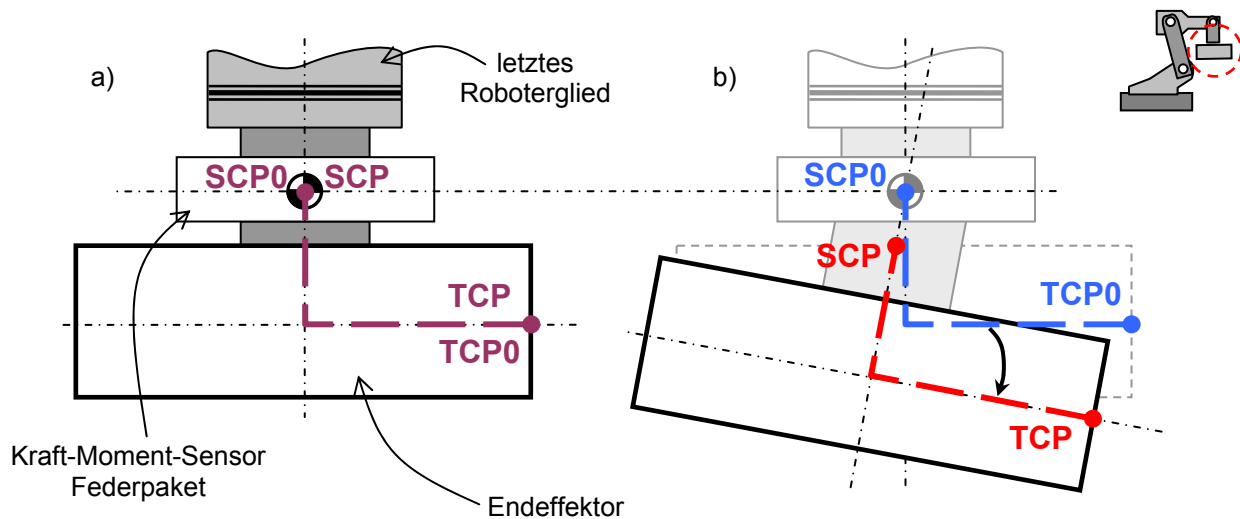 a)
letztes
Roboterglied
SCP0 SCP
TCP
TCP0
Kraft-Moment-Sensor
Federpaket
Endeffektor
b)
SCP0
SCP
TCP0
TCP